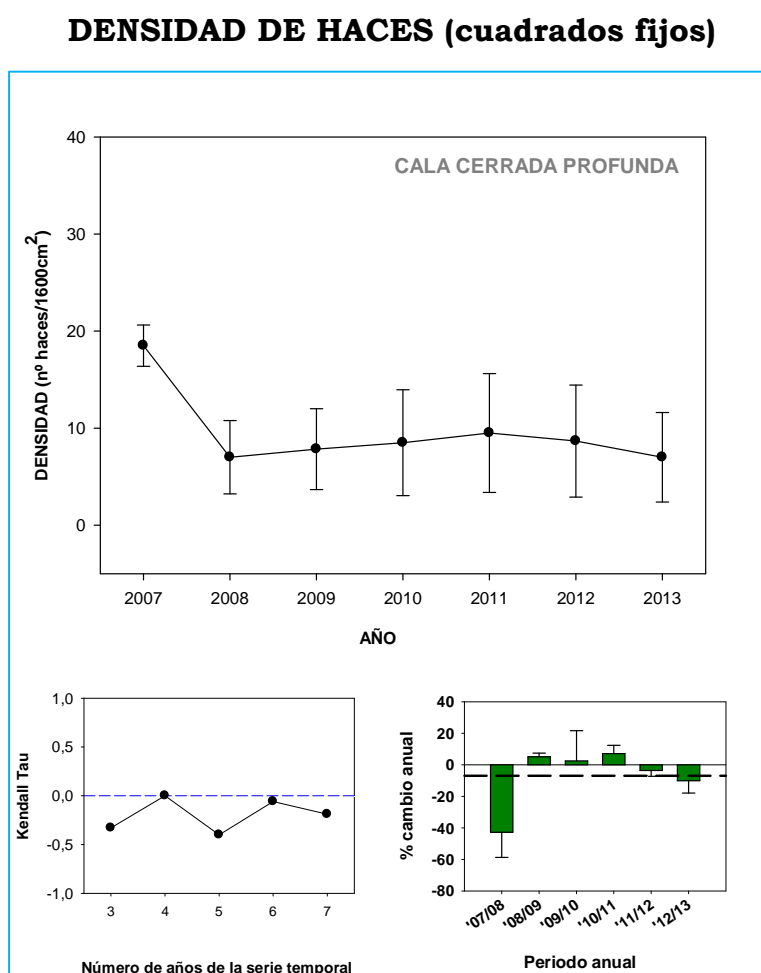 DENSIDAD DE HACES (cuadrados fijos)
CALA CERRADA PROFUNDA
DENSIDAD (nº haces/1600cm²)
40
30
20
10
0
2007 2008 2009 2010 2011 2012 2013
AÑO
Kendall Tau
1,0
0,5
0,0
-0,5
-1,0
3 4 5 6 7
Número de años de la serie temporal
% cambio anual
40
20
0
-20
-40
-60
-80
'07/08 '08/09 '09/10 '10/11 '11/12 '12/13
Periodo anual